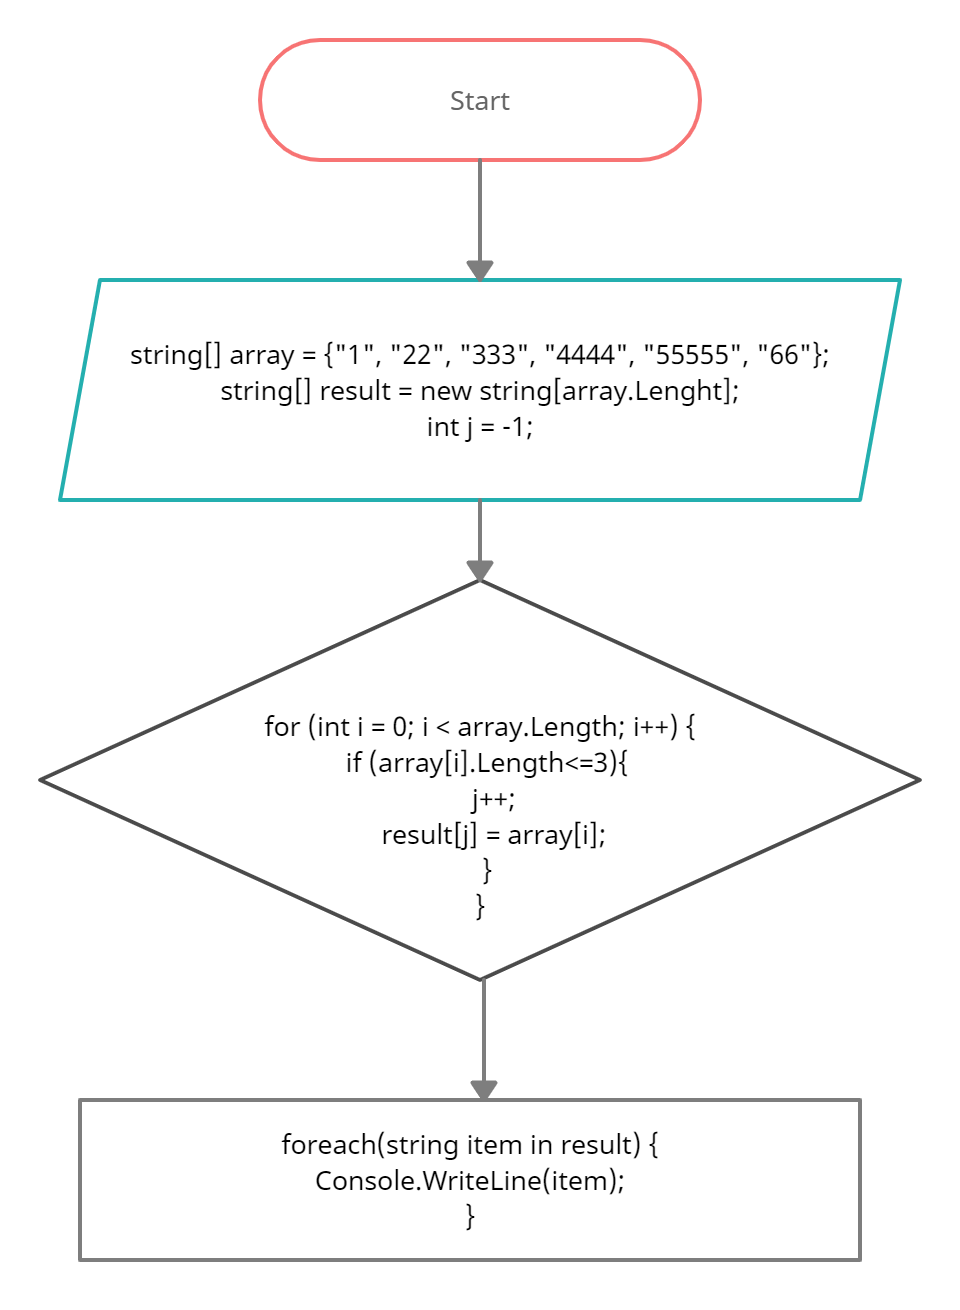 Start
string[] array = {"1", "22", "333", "4444", "55555", "66"};
string[] result = new string[array.Lenght];
int j = -1;
for (int i = 0; i < array.Length; i++) {
if (array[i].Length<=3){
j++;
result[j] = array[i];
}
}
foreach(string item in result) {
Console.WriteLine(item);
}